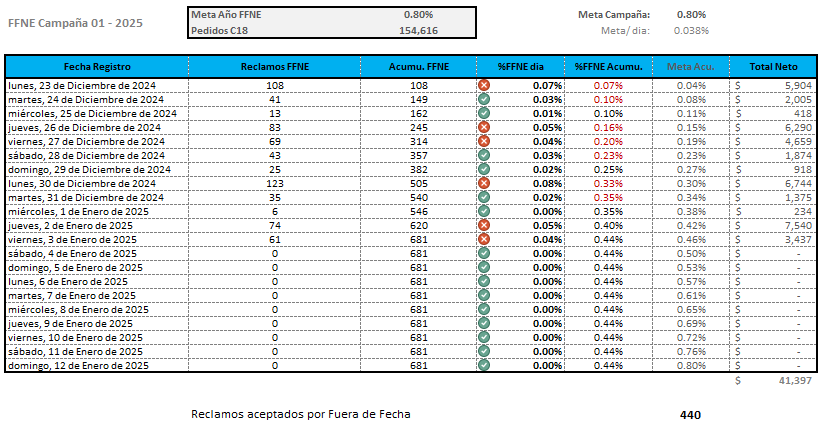 FFNE Campaña 01 - 2025
Meta Año FFNE 0.80%
Pedidos C18 154,616
Meta Campaña: 0.80%
Meta/ dia: 0.038%
Fecha Registro Reclamos FFNE Acumu. FFNE %FFNE dia %FFNE Acumu. Meta Acu. Total Neto
lunes, 23 de Diciembre de 2024 108 108 0.07% 0.07% 0.04% $ 5,904
martes, 24 de Diciembre de 2024 41 149 0.03% 0.10% 0.08% $ 2,005
miércoles, 25 de Diciembre de 2024 13 162 0.01% 0.10% 0.11% $ 418
jueves, 26 de Diciembre de 2024 83 245 0.05% 0.16% 0.15% $ 6,290
viernes, 27 de Diciembre de 2024 69 314 0.04% 0.20% 0.19% $ 4,659
sábado, 28 de Diciembre de 2024 43 357 0.03% 0.23% 0.23% $ 1,874
domingo, 29 de Diciembre de 2024 25 382 0.02% 0.25% 0.27% $ 918
lunes, 30 de Diciembre de 2024 123 505 0.08% 0.33% 0.30% $ 6,744
martes, 31 de Diciembre de 2024 35 540 0.02% 0.35% 0.34% $ 1,375
miércoles, 1 de Enero de 2025 6 546 0.00% 0.35% 0.38% $ 234
jueves, 2 de Enero de 2025 74 620 0.05% 0.40% 0.42% $ 7,540
viernes, 3 de Enero de 2025 61 681 0.04% 0.44% 0.46% $ 3,437
sábado, 4 de Enero de 2025 0 681 0.00% 0.44% 0.50% $ -
domingo, 5 de Enero de 2025 0 681 0.00% 0.44% 0.53% $ -
lunes, 6 de Enero de 2025 0 681 0.00% 0.44% 0.57% $ -
martes, 7 de Enero de 2025 0 681 0.00% 0.44% 0.61% $ -
miércoles, 8 de Enero de 2025 0 681 0.00% 0.44% 0.65% $ -
jueves, 9 de Enero de 2025 0 681 0.00% 0.44% 0.69% $ -
viernes, 10 de Enero de 2025 0 681 0.00% 0.44% 0.72% $ -
sábado, 11 de Enero de 2025 0 681 0.00% 0.44% 0.76% $ -
domingo, 12 de Enero de 2025 0 681 0.00% 0.44% 0.80% $ -
$ 41,397
Reclamos aceptados por Fuera de Fecha 440